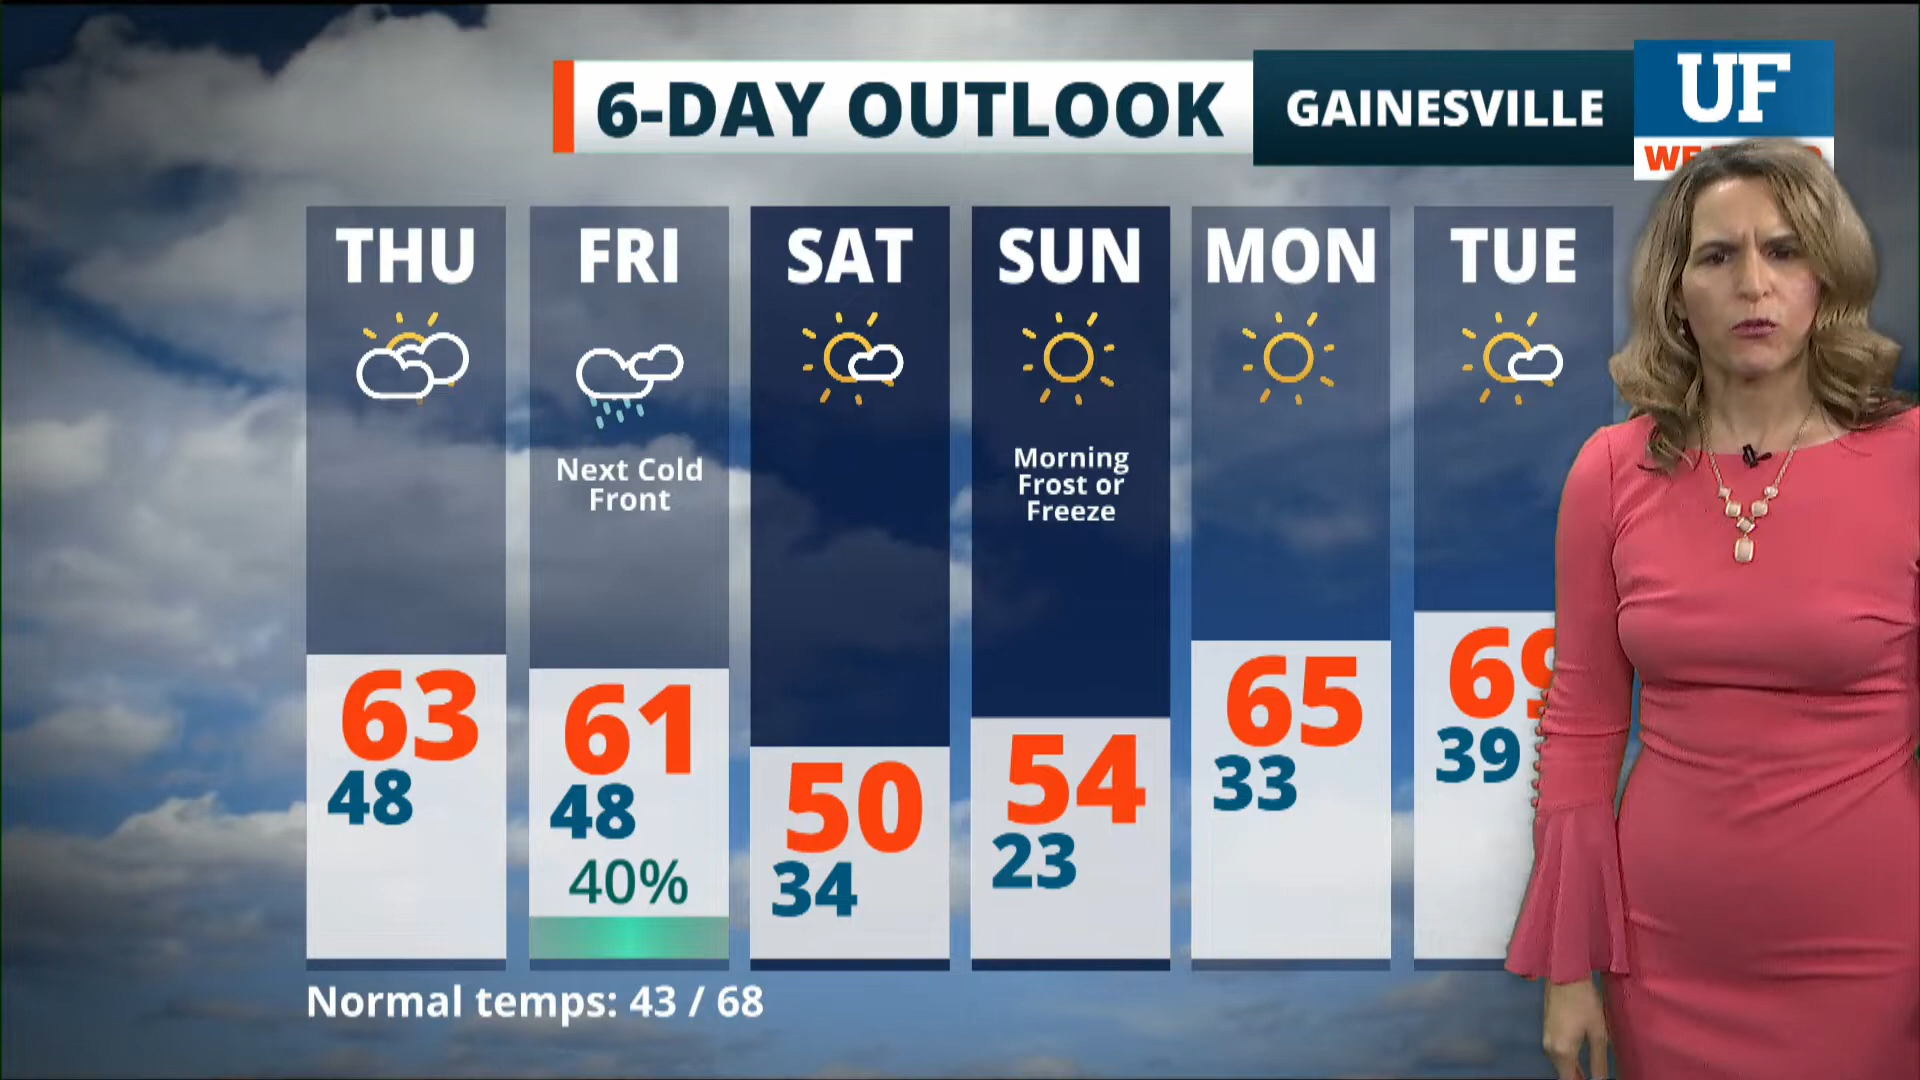 6-DAY OUTLOOK
GAINESVILLE
UF
THU
FRI
SAT
SUN
MON
TUE
Next Cold
Front
Morning
Frost or
Freeze
63
48
61
48
40%
50
34
54
23
65
33
69
39
Normal temps: 43 / 68